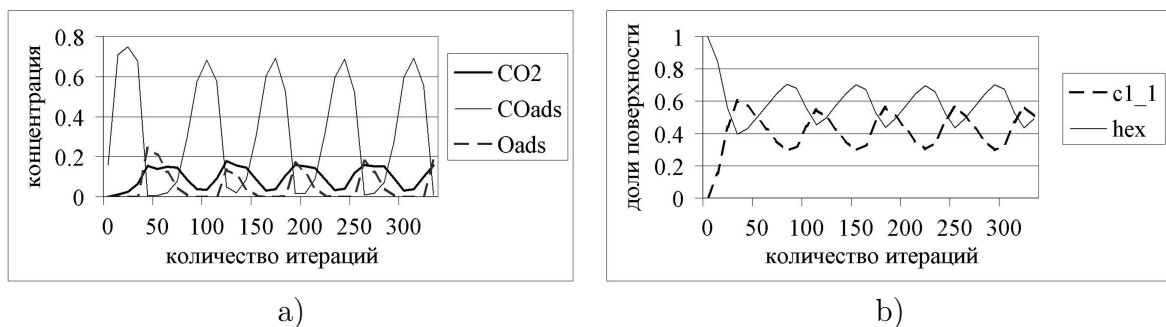 концентрация
0.8
0.6
0.4
0.2
0
0 50 100 150 200 250 300
количество итераций
CO2
COads
Oads
a)
доли поверхности
1
0.8
0.6
0.4
0.2
0
0 50 100 150 200 250 300
количество итераций
c1_1
hex
b)